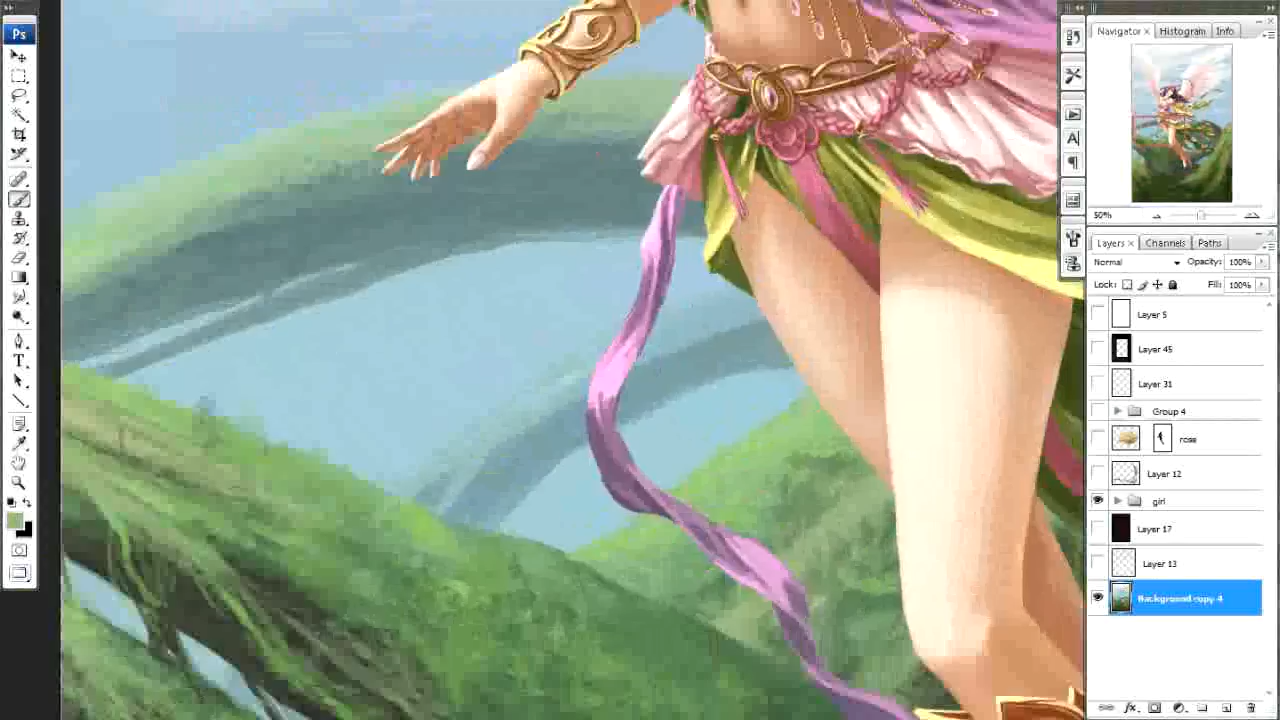 Ps
Navigator × Histogram Info
50%
Layers × Channels Paths
Normal Opacity: 100%
Lock: Fill: 100%
Layer 5
Layer 45
Layer 31
Group 4
rose
Layer 12
girl
Layer 17
Layer 13
Background copy 4